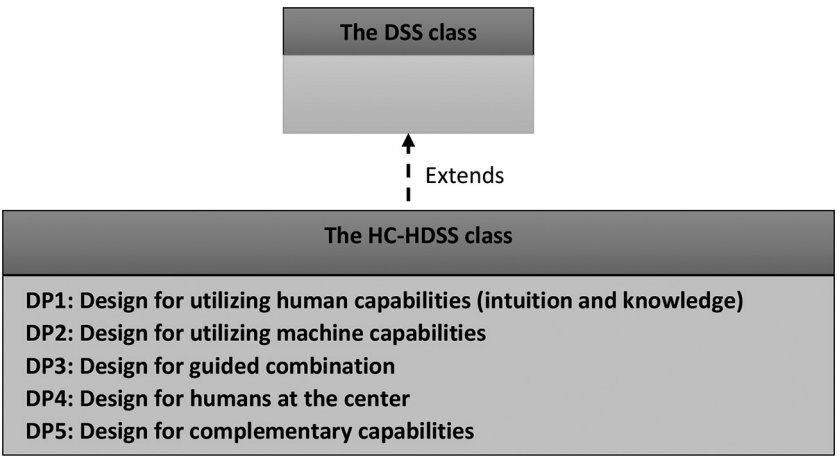 The DSS class
Extends
The HC-HDSS class
DP1: Design for utilizing human capabilities (intuition and knowledge)
DP2: Design for utilizing machine capabilities
DP3: Design for guided combination
DP4: Design for humans at the center
DP5: Design for complementary capabilities